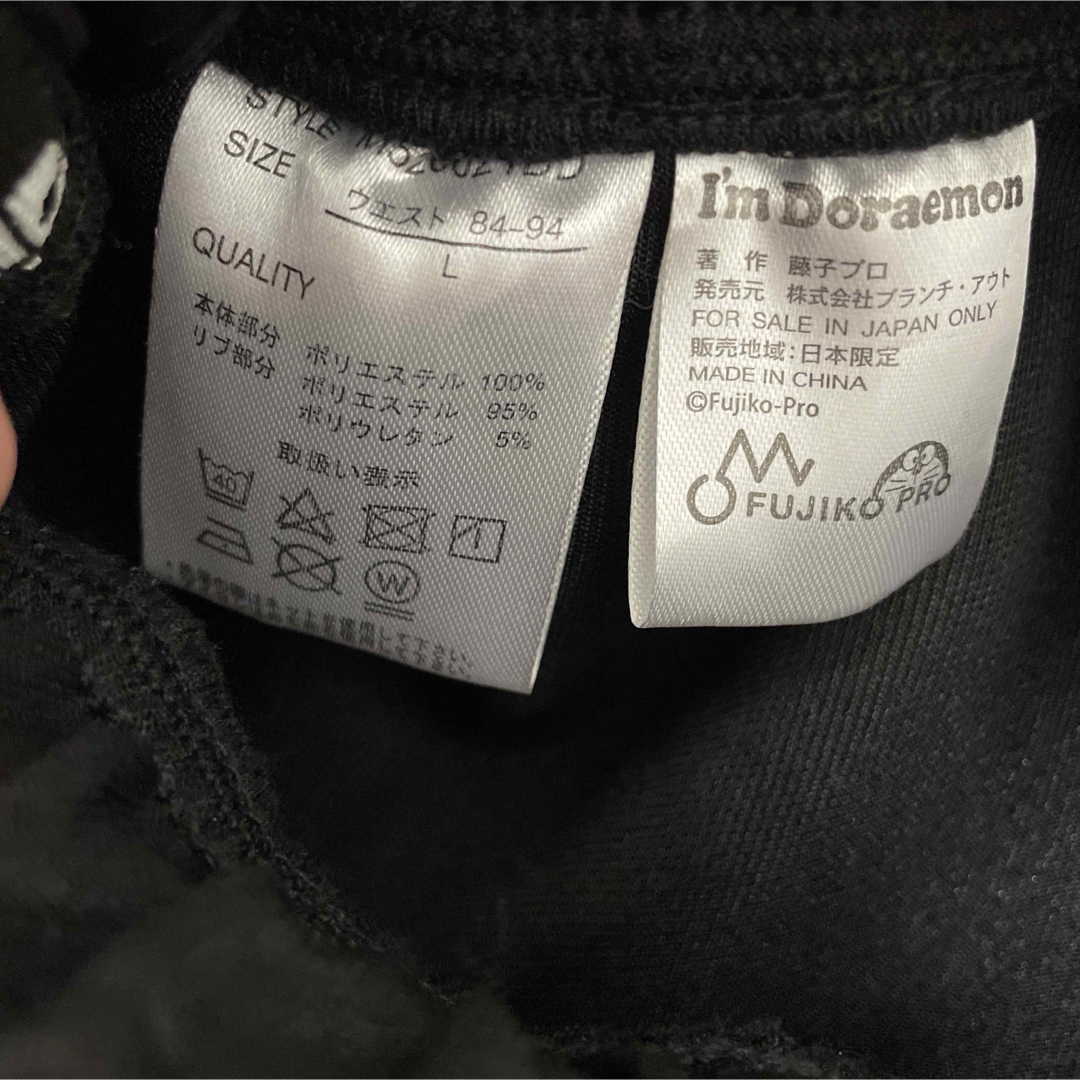 STYLE
SIZE
ウエスト 84-94
L
QUALITY
本体部分 ポリエステル 100%
リブ部分 ポリエステル 95%
ポリウレタン 5%
取扱い表示
40
W
I'm Doraemon
著 作 藤子プロ
発売元 株式会社ブランチ・アウト
FOR SALE IN JAPAN ONLY
販売地域:日本限定
MADE IN CHINA
©Fujiko-Pro
FUJIKO PRO